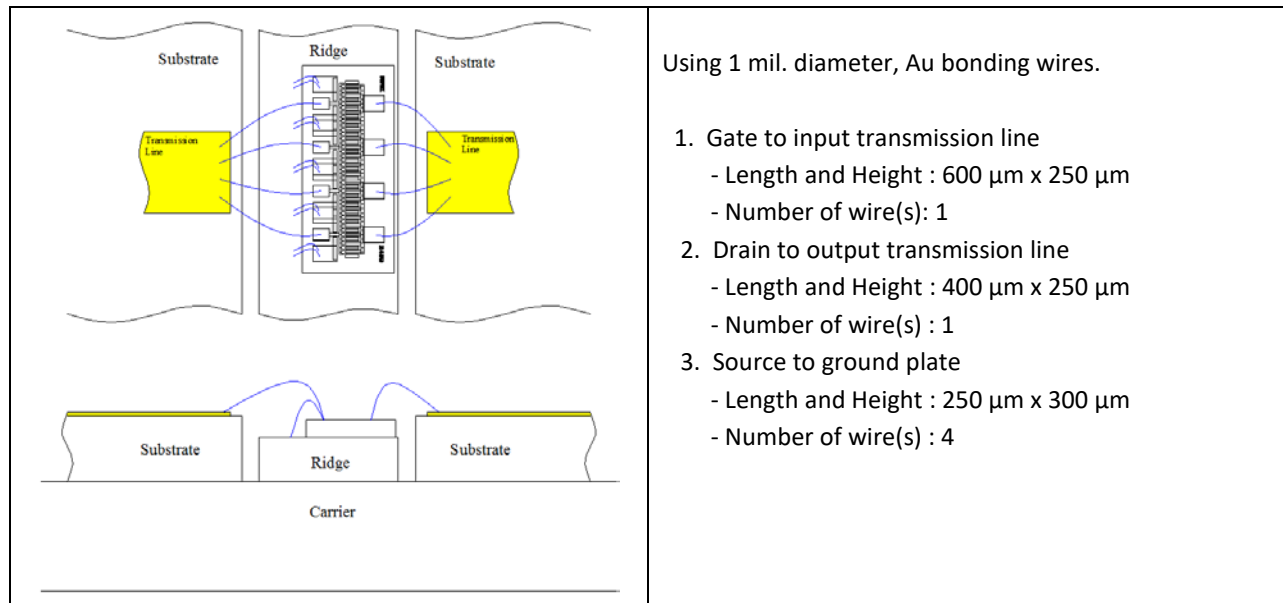 Substrate
Ridge
Substrate
Transmission
Line
Transmission
Line
Substrate
Ridge
Substrate
Carrier
Using 1 mil. diameter, Au bonding wires.
1. Gate to input transmission line
- Length and Height : 600 µm x 250 µm
- Number of wire(s): 1
2. Drain to output transmission line
- Length and Height : 400 µm x 250 µm
- Number of wire(s) : 1
3. Source to ground plate
- Length and Height : 250 µm x 300 µm
- Number of wire(s) : 4